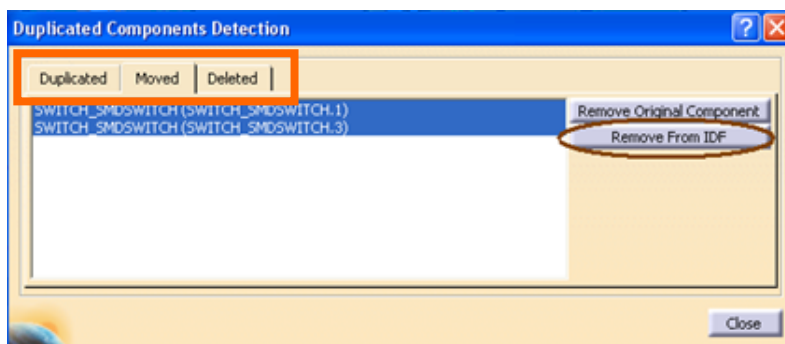 Duplicated Components Detection
Duplicated Moved Deleted
SWITCH_SMDSWITCH (SWITCH_SMDSWITCH.1)
SWITCH_SMDSWITCH (SWITCH_SMDSWITCH.3)
Remove Original Component
Remove From IDF
Close